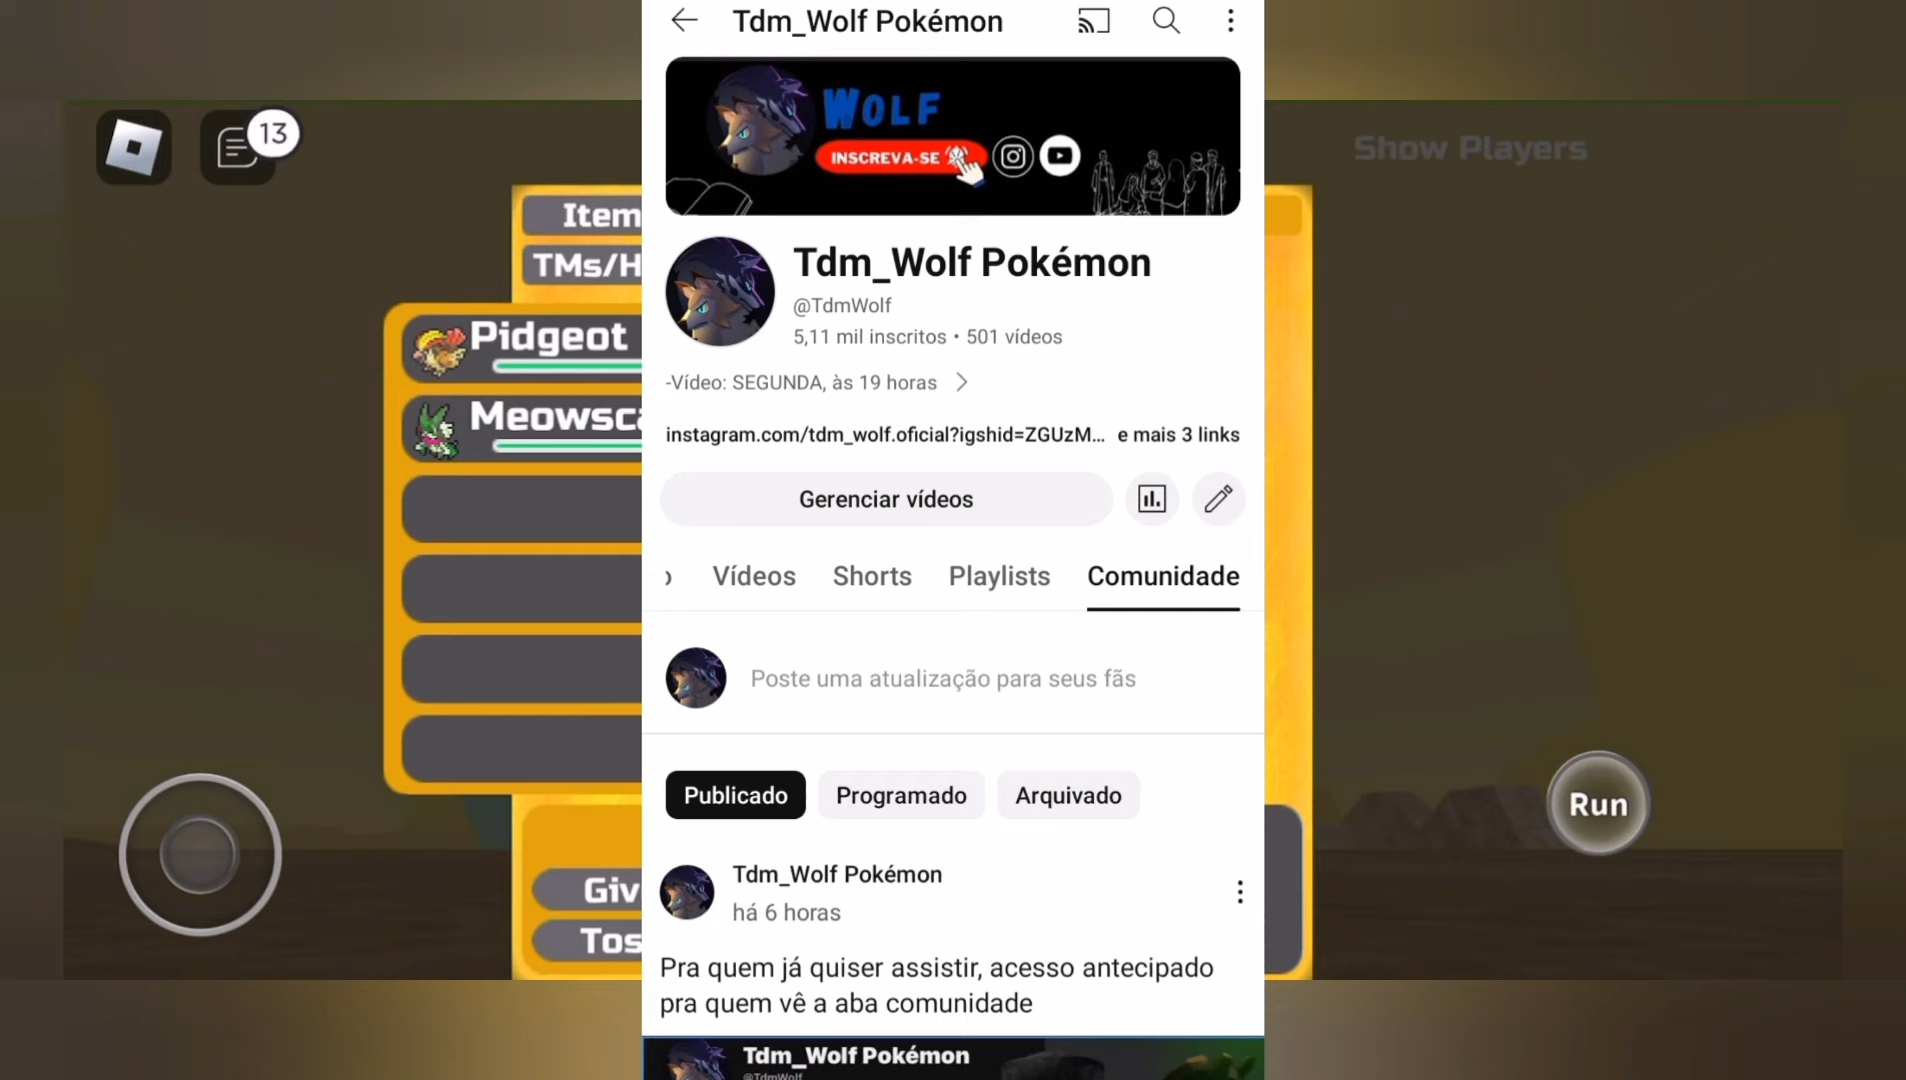 Tdm_Wolf Pokémon
WOLF
INSCREVA-SE
Tdm_Wolf Pokémon
@TdmWolf
5,11 mil inscritos • 501 vídeos
-Vídeo: SEGUNDA, às 19 horas
instagram.com/tdm_wolf.oficial?igshid=ZGUzM... e mais 3 links
Gerenciar vídeos
Vídeos Shorts Playlists Comunidade
Poste uma atualização para seus fãs
Publicado Programado Arquivado
Tdm_Wolf Pokémon
há 6 horas
Pra quem já quiser assistir, acesso antecipado
pra quem vê a aba comunidade
Tdm_Wolf Pokémon
@TdmWolf
13
Item
TMs/H
Pidgeot
Meowsca
Giv
Tos
Show Players
Run